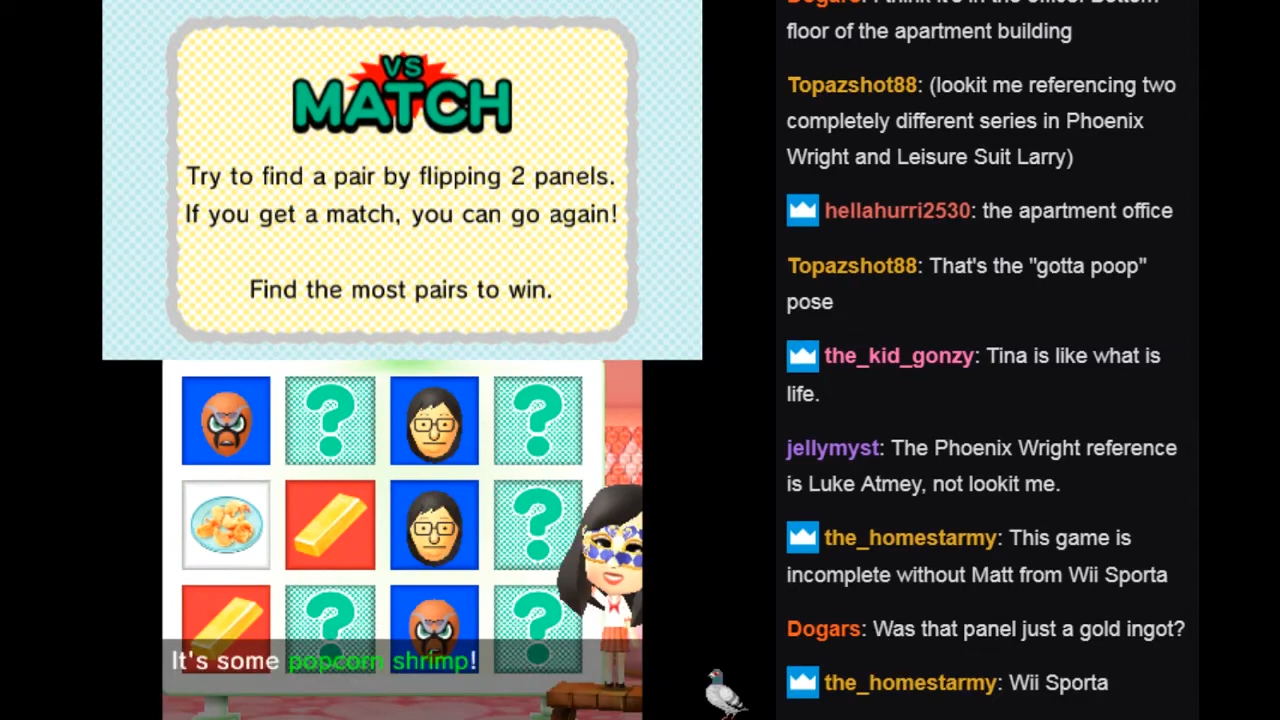 VS
MATCH
Try to find a pair by flipping 2 panels.
If you get a match, you can go again!
Find the most pairs to win.
? ?
?
? ?
It's some popcorn shrimp!
floor of the apartment building
Topazshot88: (lookit me referencing two
completely different series in Phoenix
Wright and Leisure Suit Larry)
hellahurri2530: the apartment office
Topazshot88: That's the "gotta poop"
pose
the_kid_gonzy: Tina is like what is
life.
jellymyst: The Phoenix Wright reference
is Luke Atmey, not lookit me.
the_homestarmy: This game is
incomplete without Matt from Wii Sporta
Dogars: Was that panel just a gold ingot?
the_homestarmy: Wii Sporta